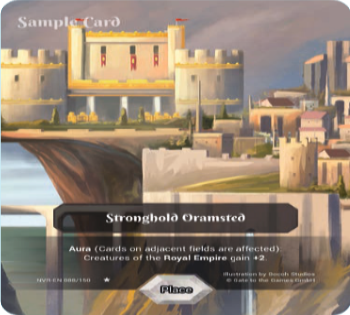 Sample Card
Stronghold Oramsted
Aura (Cards on adjacent fields are affected)
Creatures of the Royal Empire gain +2.
Illustration by Studios
Place